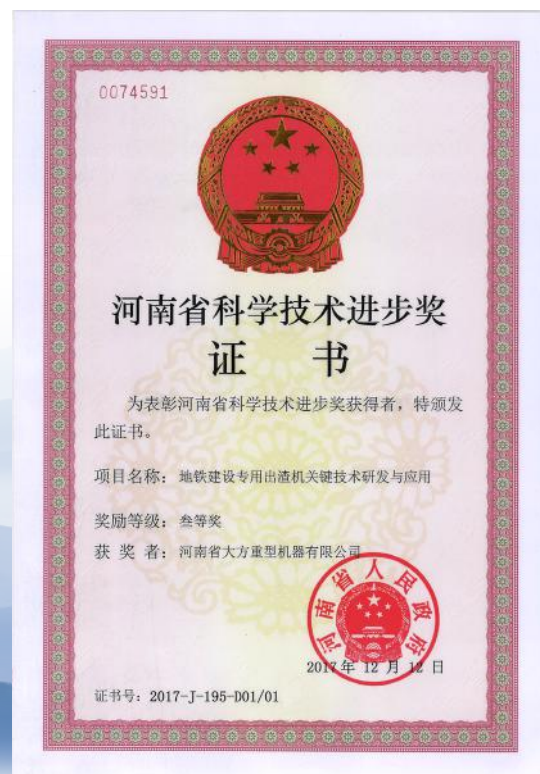 0074591
河南省科学技术进步奖
证 书
为表彰河南省科学技术进步奖获得者，特颁发
此证书。
项目名称：地铁建设专用出渣机关键技术研发与应用
奖励等级：叁等奖
获 奖 者：河南省大方重型机器有限公司
河南省人民政府
2017年 12 月 12 日
证书号：2017-J-195-D01/01